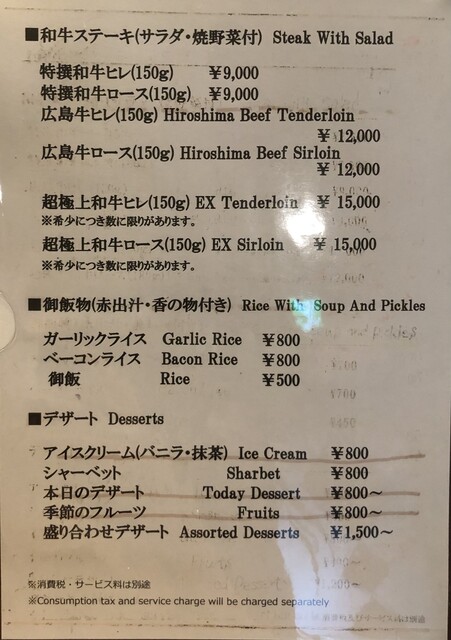 ■和牛ステーキ(サラダ・焼野菜付) Steak With Salad
特撰和牛ヒレ(150g) ￥9,000
特撰和牛ロース(150g) ￥9,000
広島牛ヒレ(150g) Hiroshima Beef Tenderloin
￥12,000
広島牛ロース(150g) Hiroshima Beef Sirloin
￥12,000
超極上和牛ヒレ(150g) EX Tenderloin ￥15,000
※希少につき数に限りがあります。
超極上和牛ロース(150g) EX Sirloin ￥15,000
※希少につき数に限りがあります。
■御飯物(赤出汁・香の物付き) Rice With Soup And Pickles
ガーリックライス Garlic Rice ￥800
ベーコンライス Bacon Rice ￥800
御飯 Rice ￥500
■デザート Desserts
アイスクリーム(バニラ・抹茶) Ice Cream ￥800
シャーベット Sharbet ￥800
本日のデザート Today Dessert ￥800～
季節のフルーツ Fruits ￥800～
盛り合わせデザート Assorted Desserts ￥1,500～
※消費税・サービス料は別途
※Consumption tax and service charge will be charged separately